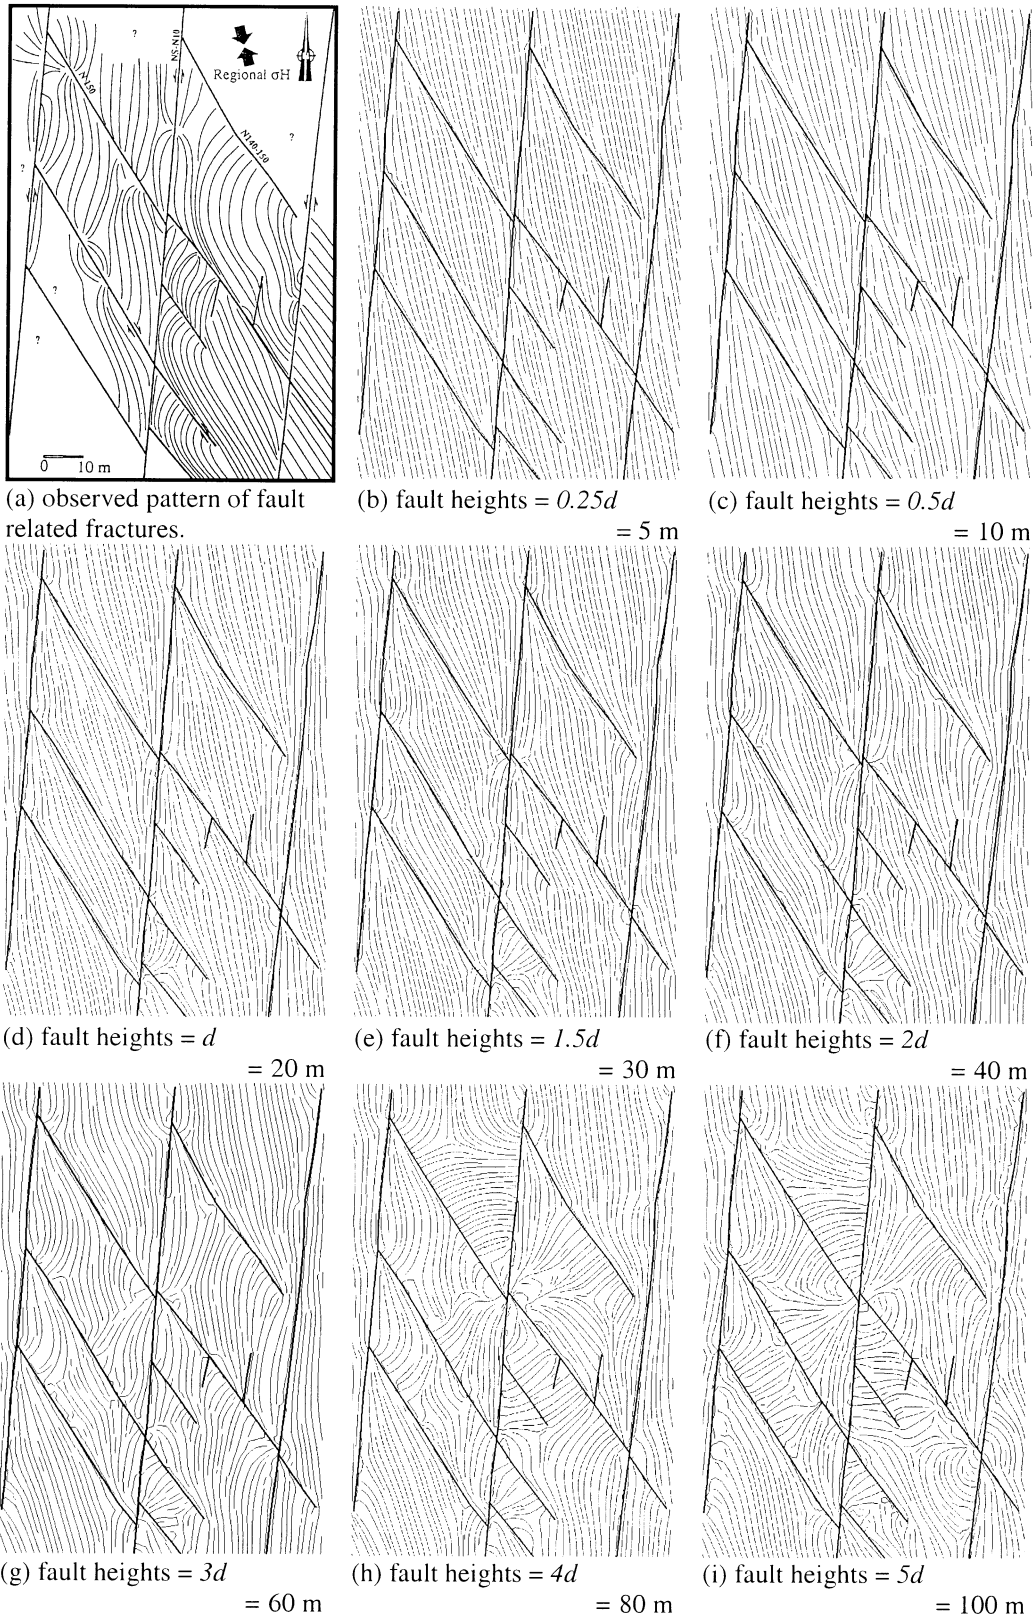 ?
NS-N10
Regional σH
N-150
N140-150
?
?
?
?
0 10 m
(a) observed pattern of fault
related fractures.
(b) fault heights = 0.25d
= 5 m
(c) fault heights = 0.5d
= 10 m
(d) fault heights = d
= 20 m
(e) fault heights = 1.5d
= 30 m
(f) fault heights = 2d
= 40 m
(g) fault heights = 3d
= 60 m
(h) fault heights = 4d
= 80 m
(i) fault heights = 5d
= 100 m